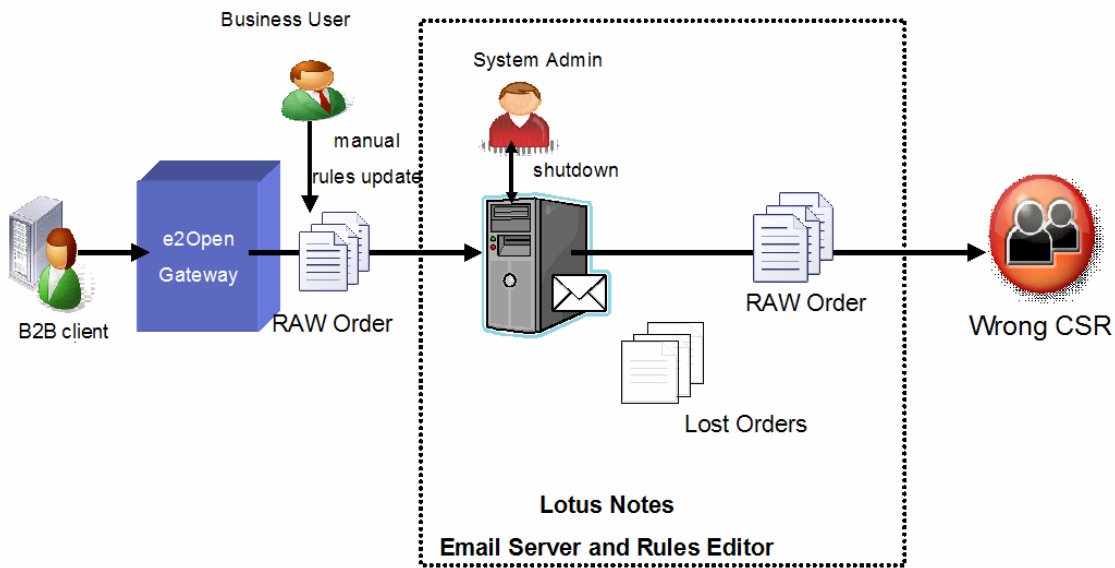 Business User
System Admin
manual
rules update
shutdown
e2Open
Gateway
B2B client
RAW Order
RAW Order
Wrong CSR
Lost Orders
Lotus Notes
Email Server and Rules Editor